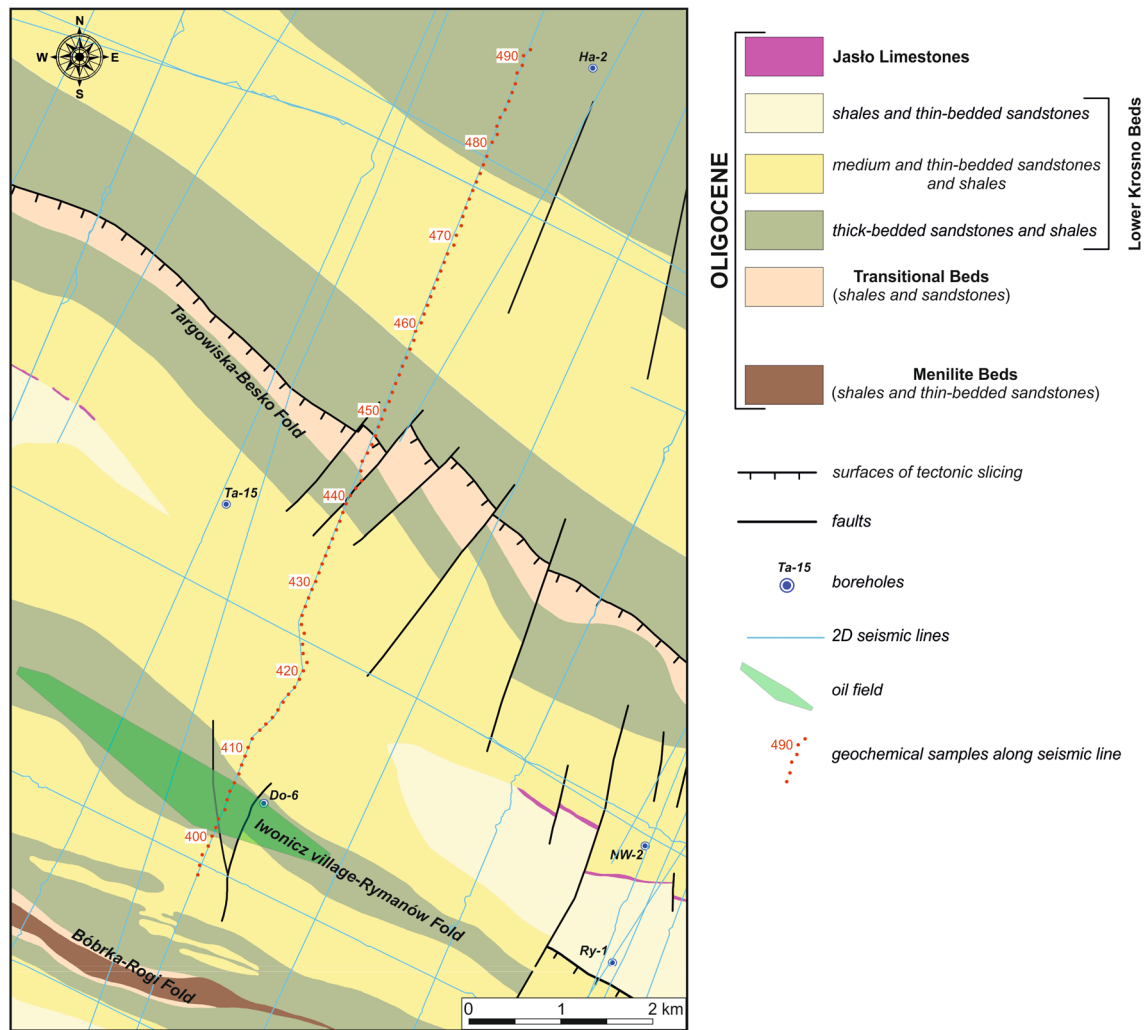 N
W E
S
490
Ha-2
480
470
460
Targowiska-Besko Fold
450
Ta-15
440
430
420
410
Do-6
400
Iwonicz village-Rymanów Fold
NW-2
Bóbrka-Rogi Fold
Ry-1
0 1 2 km
OLIGOCENE
Jasło Limestones
shales and thin-bedded sandstones
medium and thin-bedded sandstones
and shales
thick-bedded sandstones and shales
Lower Krosno Beds
Transitional Beds
(shales and sandstones)
Menilite Beds
(shales and thin-bedded sandstones)
surfaces of tectonic slicing
faults
Ta-15
boreholes
2D seismic lines
oil field
490
geochemical samples along seismic line